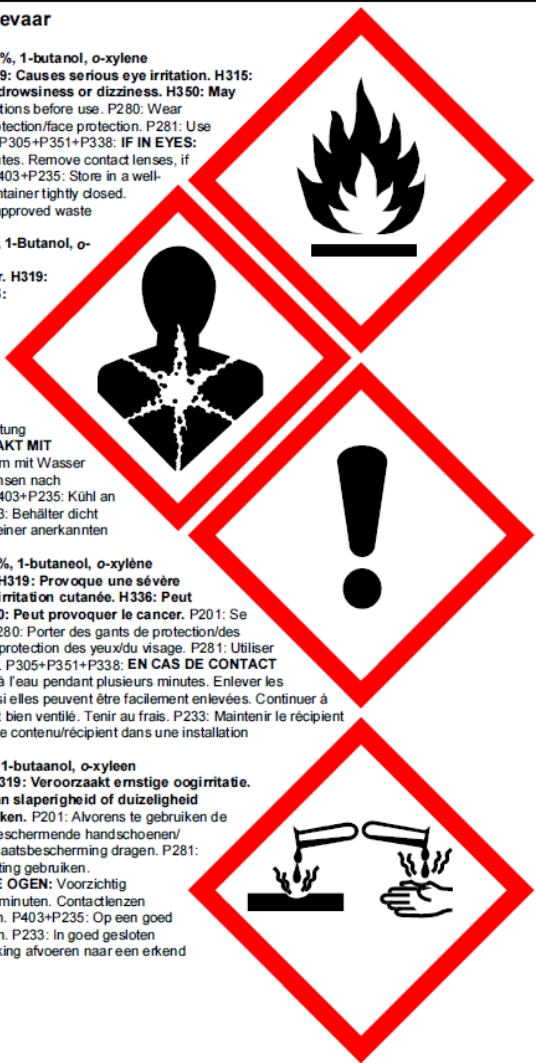 evaar
%, 1-butanol, o-xylene
9: Causes serious eye irritation. H315:
drowsiness or dizziness. H350: May
tions before use. P280: Wear
otection/face protection. P281: Use
P305+P351+P338: IF IN EYES:
utes. Remove contact lenses, if
403+P235: Store in a well-
ntainer tightly closed.
approved waste
, 1-Butanol, o-
r. H319:
:
tung
AKT MIT
m mit Wasser
nsen nach
403+P235: Kühl an
3: Behälter dicht
einer anerkannten
%, 1-butaneol, o-xylène
H319: Provoque une sévère
irritation cutanée. H336: Peut
0: Peut provoquer le cancer. P201: Se
280: Porter des gants de protection/des
protection des yeux/du visage. P281: Utiliser
. P305+P351+P338: EN CAS DE CONTACT
à l'eau pendant plusieurs minutes. Enlever les
si elles peuvent être facilement enlevées. Continuer à
t bien ventilé. Tenir au frais. P233: Maintenir le récipient
e contenu/récipient dans une installation
1-butaanol, o-xyleen
319: Veroorzaakt ernstige oogirritatie.
n slaperigheid of duizeligheid
ken. P201: Alvorens te gebruiken de
eschermende handschoenen/
aatsbescherming dragen. P281:
ting gebruiken.
E OGEN: Voorzichtig
minuten. Contactlenzen
n. P403+P235: Op een goed
n. P233: In goed gesloten
king afvoeren naar een erkend